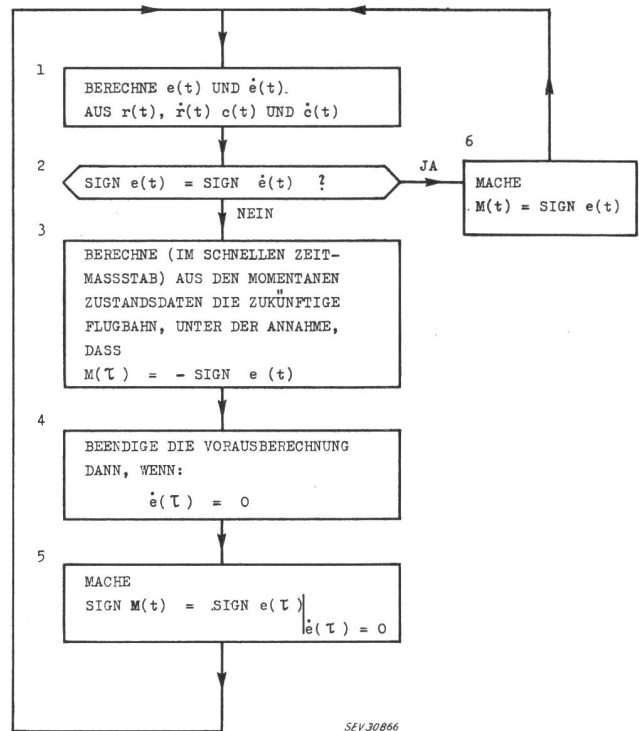 1
BERECHNE e(t) UND ė(t).
AUS r(t), ṙ(t) c(t) UND ċ(t)
2
SIGN e(t) = SIGN ė(t) ?
JA
6
MACHE
M(t) = SIGN e(t)
NEIN
3
BERECHNE (IM SCHNELLEN ZEIT-
MASSSTAB) AUS DEN MOMENTANEN
ZUSTANDSDATEN DIE ZUKÜNFTIGE
FLUGBAHN, UNTER DER ANNAHME,
DASS
M(τ) = - SIGN e (t)
4
BEENDIGE DIE VORAUSBERECHNUNG
DANN, WENN:
ė(τ) = 0
5
MACHE
SIGN M(t) = SIGN e(τ)|
ė(τ) = 0
SEV 30866